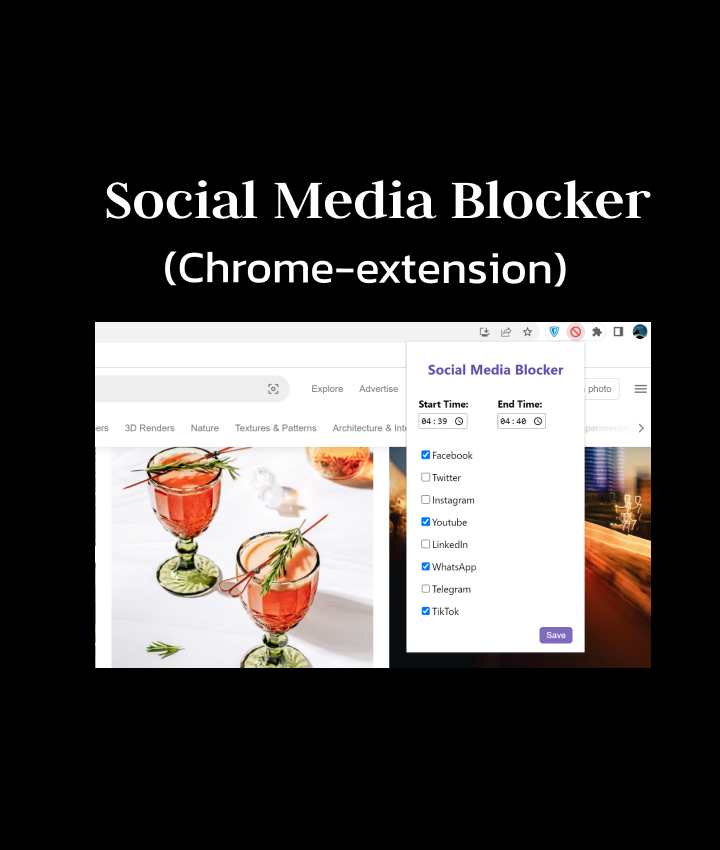 Social Media Blocker
(Chrome-extension)
Explore Advertise
photo
ers 3D Renders Nature Textures & Patterns Architecture & Inte
perimenta
Social Media Blocker
Start Time: End Time:
04:39 04:40
Facebook
Twitter
Instagram
Youtube
LinkedIn
WhatsApp
Telegram
TikTok
Save